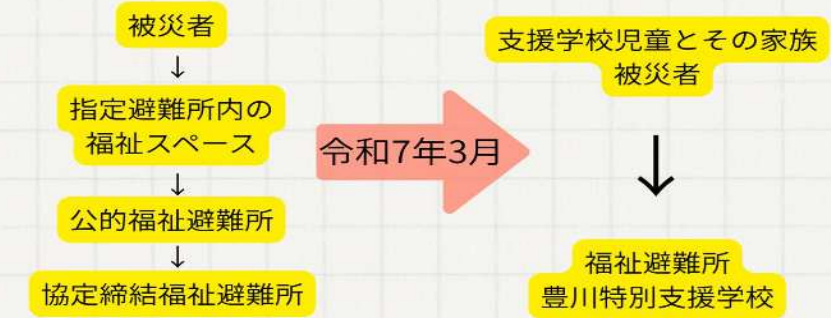 被災者
↓
指定避難所内の
福祉スペース
↓
公的福祉避難所
↓
協定締結福祉避難所
令和7年3月
支援学校児童とその家族
被災者
↓
福祉避難所
豊川特別支援学校